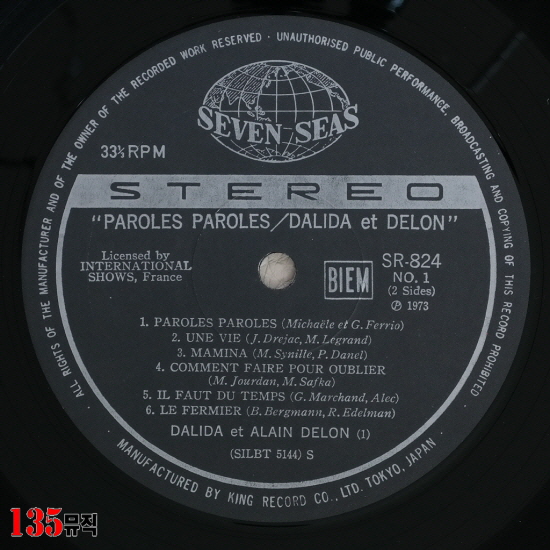 ALL RIGHTS OF THE MANUFACTURER AND OF THE OWNER OF THE RECORDED WORK RESERVED · UNAUTHORISED PUBLIC PERFORMANCE, BROADCASTING AND COPYING OF THIS RECORD PROHIBITED
SEVEN SEAS
33⅓ RPM
STEREO
"PAROLES PAROLES/DALIDA et DELON"
Licensed by
INTERNATIONAL
SHOWS, France
BIEM
SR-824
NO. 1
(2 Sides)
Ⓟ 1973
1. PAROLES PAROLES (Michaële et G. Ferrio)
2. UNE VIE (J. Drejac, M. Legrand)
3. MAMINA (M. Synille, P. Danel)
4. COMMENT FAIRE POUR OUBLIER
(M. Jourdan, M. Safka)
5. IL FAUT DU TEMPS (G. Marchand, Alec)
6. LE FERMIER (B. Bergmann, R. Edelman)
DALIDA et ALAIN DELON (1)
(SILBT 5144) S
MANUFACTURED BY KING RECORD CO., LTD. TOKYO, JAPAN
135뮤직